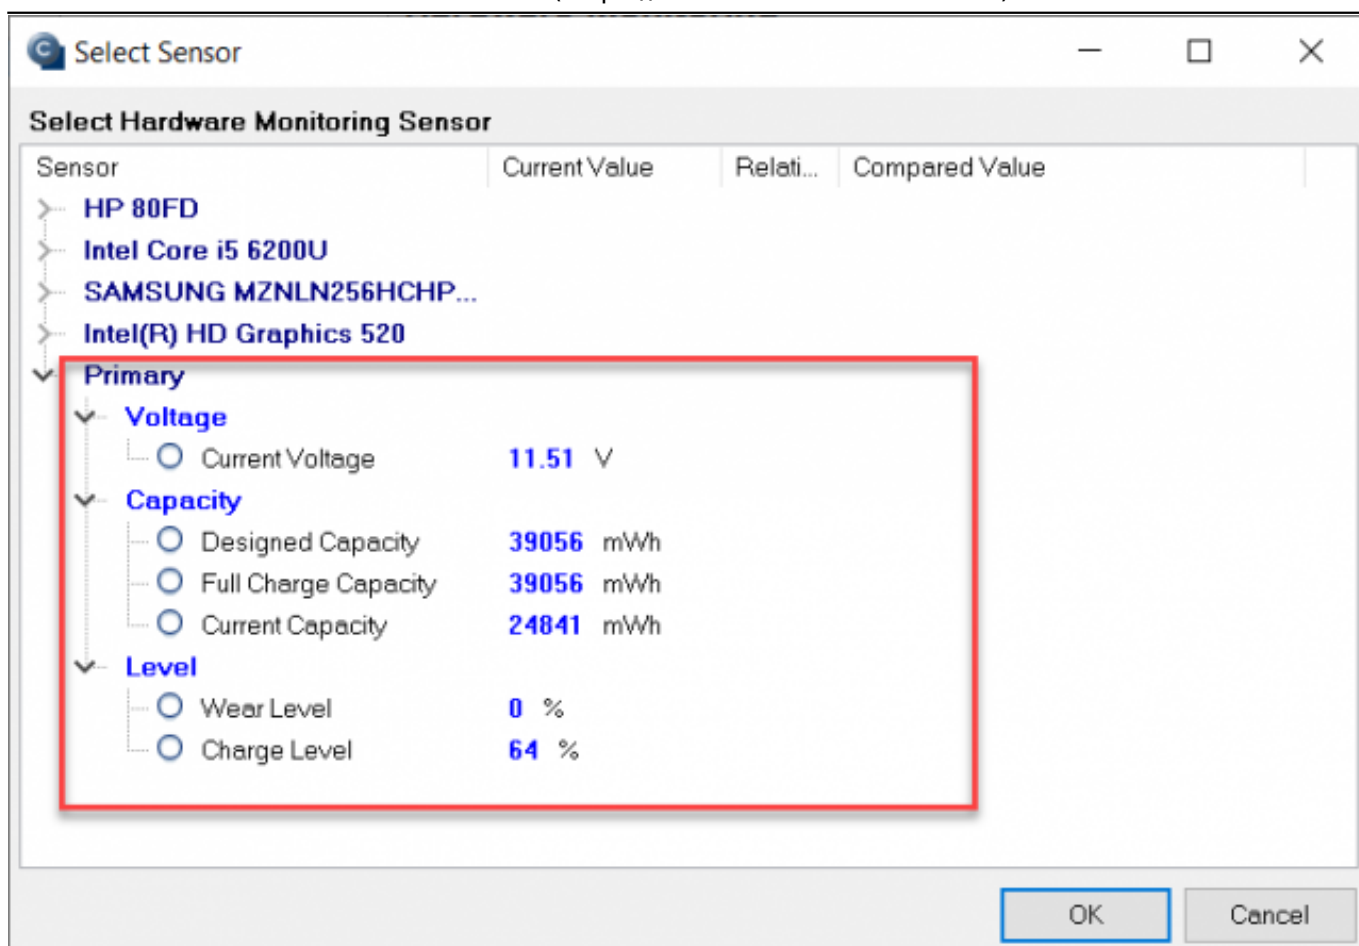 Select Sensor
Select Hardware Monitoring Sensor
Sensor Current Value Relati... Compared Value
HP 80FD
Intel Core i5 6200U
SAMSUNG MZNLN256HCHP...
Intel(R) HD Graphics 520
Primary
Voltage
Current Voltage 11.51 V
Capacity
Designed Capacity 39056 mWh
Full Charge Capacity 39056 mWh
Current Capacity 24841 mWh
Level
Wear Level 0 %
Charge Level 64 %
OK Cancel